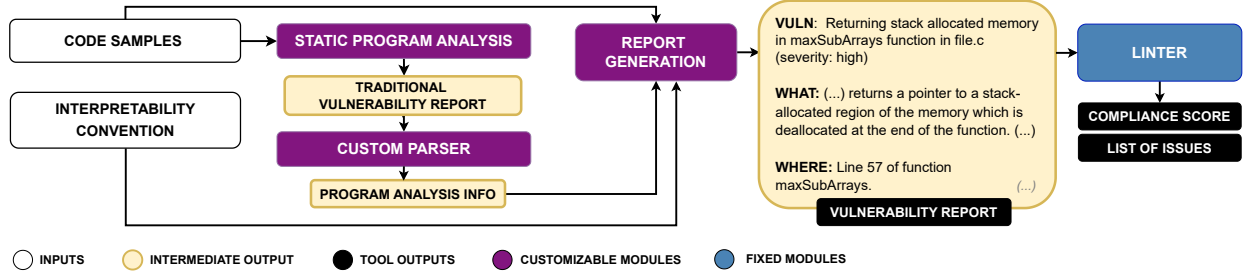 CODE SAMPLES
INTERPRETABILITY
CONVENTION
STATIC PROGRAM ANALYSIS
TRADITIONAL
VULNERABILITY REPORT
CUSTOM PARSER
PROGRAM ANALYSIS INFO
REPORT
GENERATION
VULN: Returning stack allocated memory
in maxSubArrays function in file.c
(severity: high)
WHAT: (...) returns a pointer to a stack-
allocated region of the memory which is
deallocated at the end of the function. (...)
WHERE: Line 57 of function
maxSubArrays. (...)
VULNERABILITY REPORT
LINTER
COMPLIANCE SCORE
LIST OF ISSUES
INPUTS
INTERMEDIATE OUTPUT
TOOL OUTPUTS
CUSTOMIZABLE MODULES
FIXED MODULES